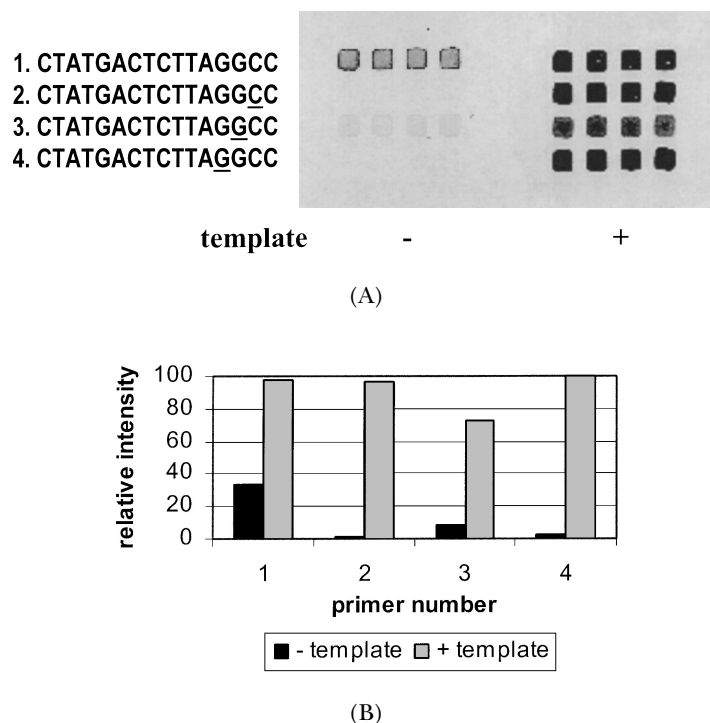 1. CTATGACTCTTAGGCC
2. CTATGACTCTTAGGCC
3. CTATGACTCTTAGGCC
4. CTATGACTCTTAGGCC
template - +
(A)
relative intensity
100
80
60
40
20
0
1 2 3 4
primer number
- template + template
(B)